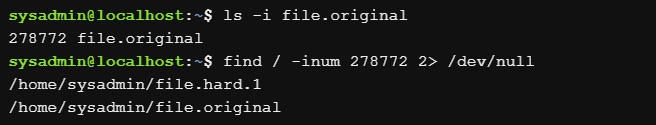 sysadmin@localhost:~$ ls -i file.original
278772 file.original
sysadmin@localhost:~$ find / -inum 278772 2> /dev/null
/home/sysadmin/file.hard.1
/home/sysadmin/file.original